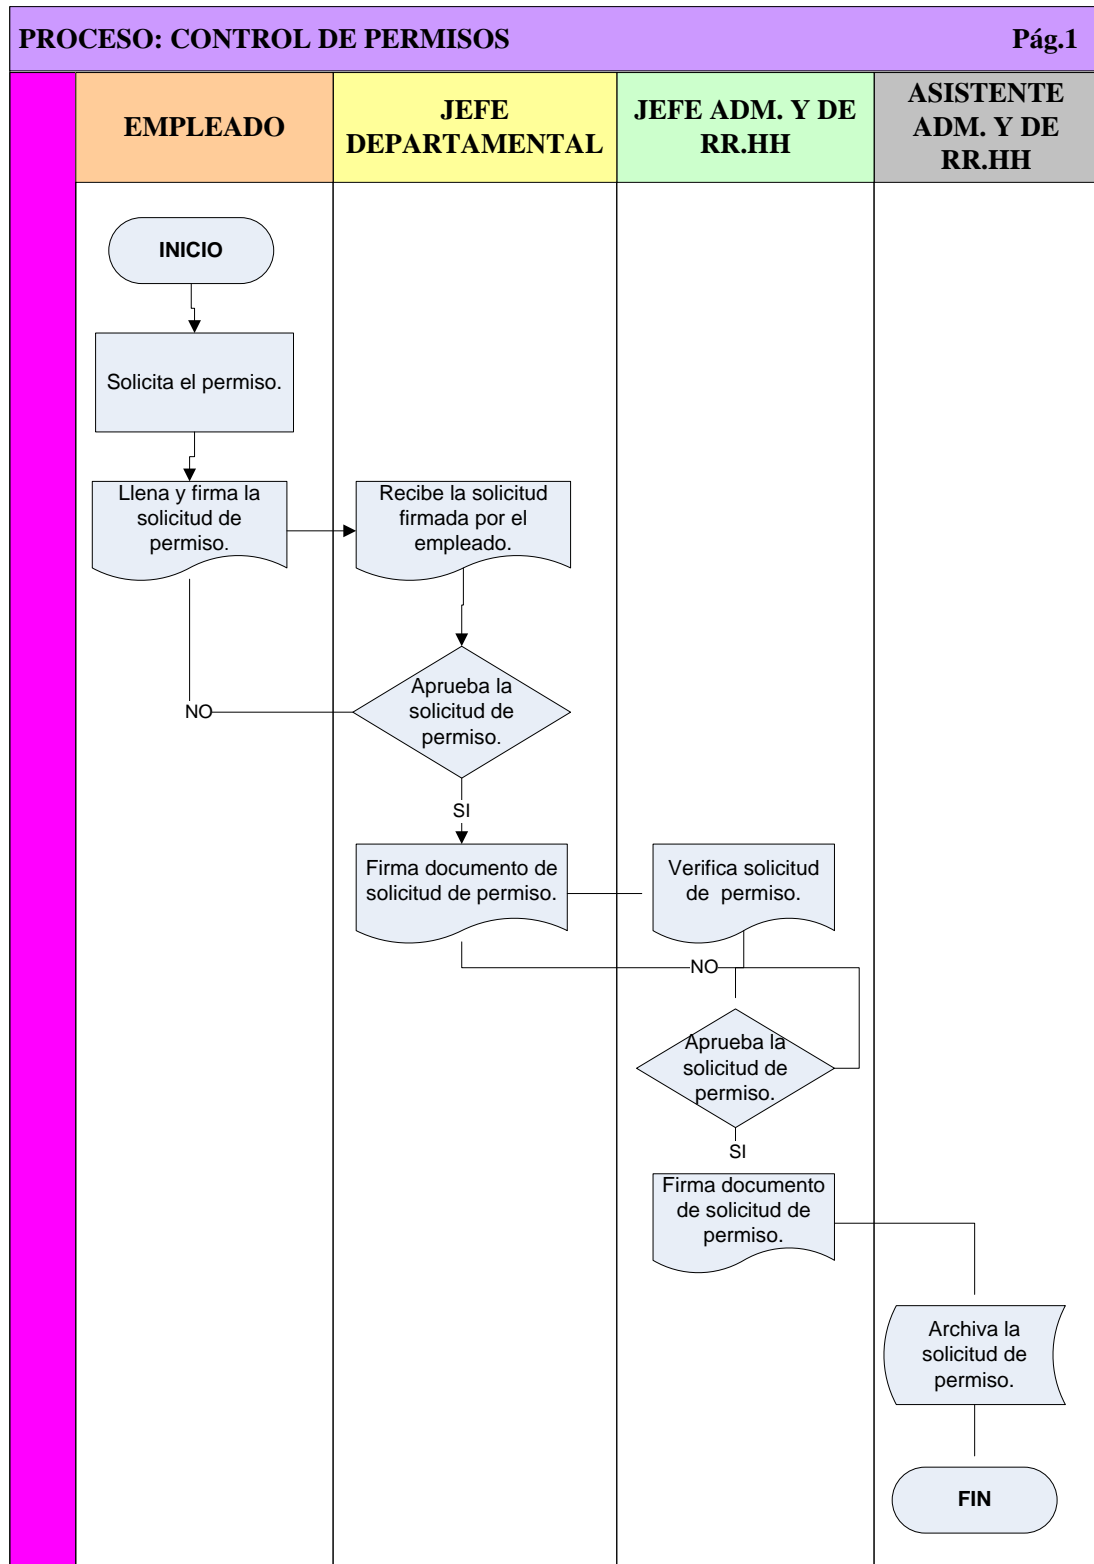 PROCESO: CONTROL DE PERMISOS Pág.1
EMPLEADO
JEFE
DEPARTAMENTAL
JEFE ADM. Y DE
RR.HH
ASISTENTE
ADM. Y DE
RR.HH
INICIO
Solicita el permiso.
Llena y firma la
solicitud de
permiso.
Recibe la solicitud
firmada por el
empleado.
Aprueba la
solicitud de
permiso.
NO
SI
Firma documento de
solicitud de permiso.
Verifica solicitud
de permiso.
NO
Aprueba la
solicitud de
permiso.
SI
Firma documento
de solicitud de
permiso.
Archiva la
solicitud de
permiso.
FIN